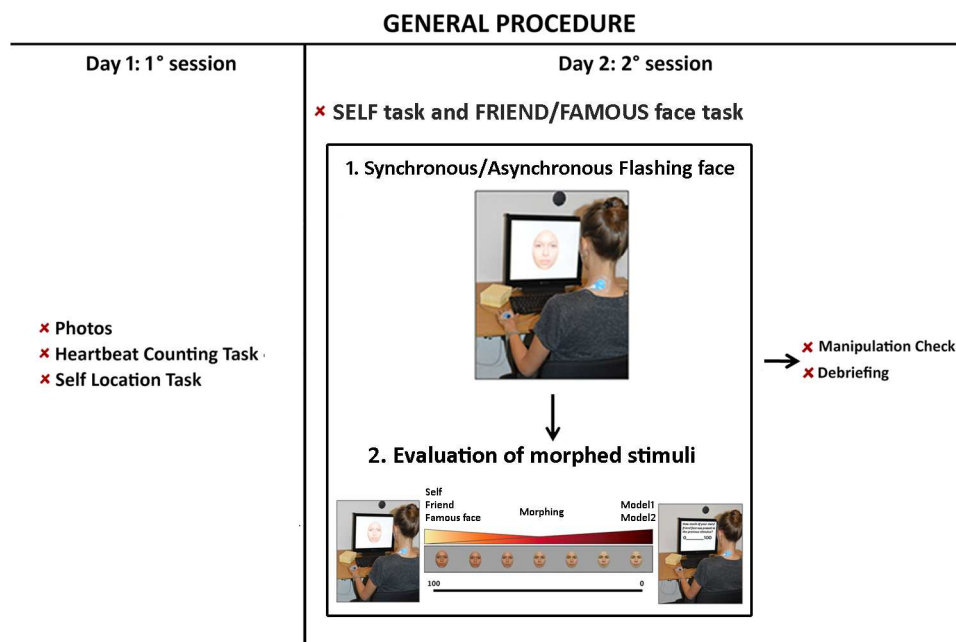 GENERAL PROCEDURE
Day 1: 1° session
Day 2: 2° session
✘ Photos
✘ Heartbeat Counting Task
✘ Self Location Task
✘ SELF task and FRIEND/FAMOUS face task
1. Synchronous/Asynchronous Flashing face
2. Evaluation of morphed stimuli
Self
Friend
Famous face
Morphing
Model1
Model2
100
0
0______100
✘ Manipulation Check
✘ Debriefing